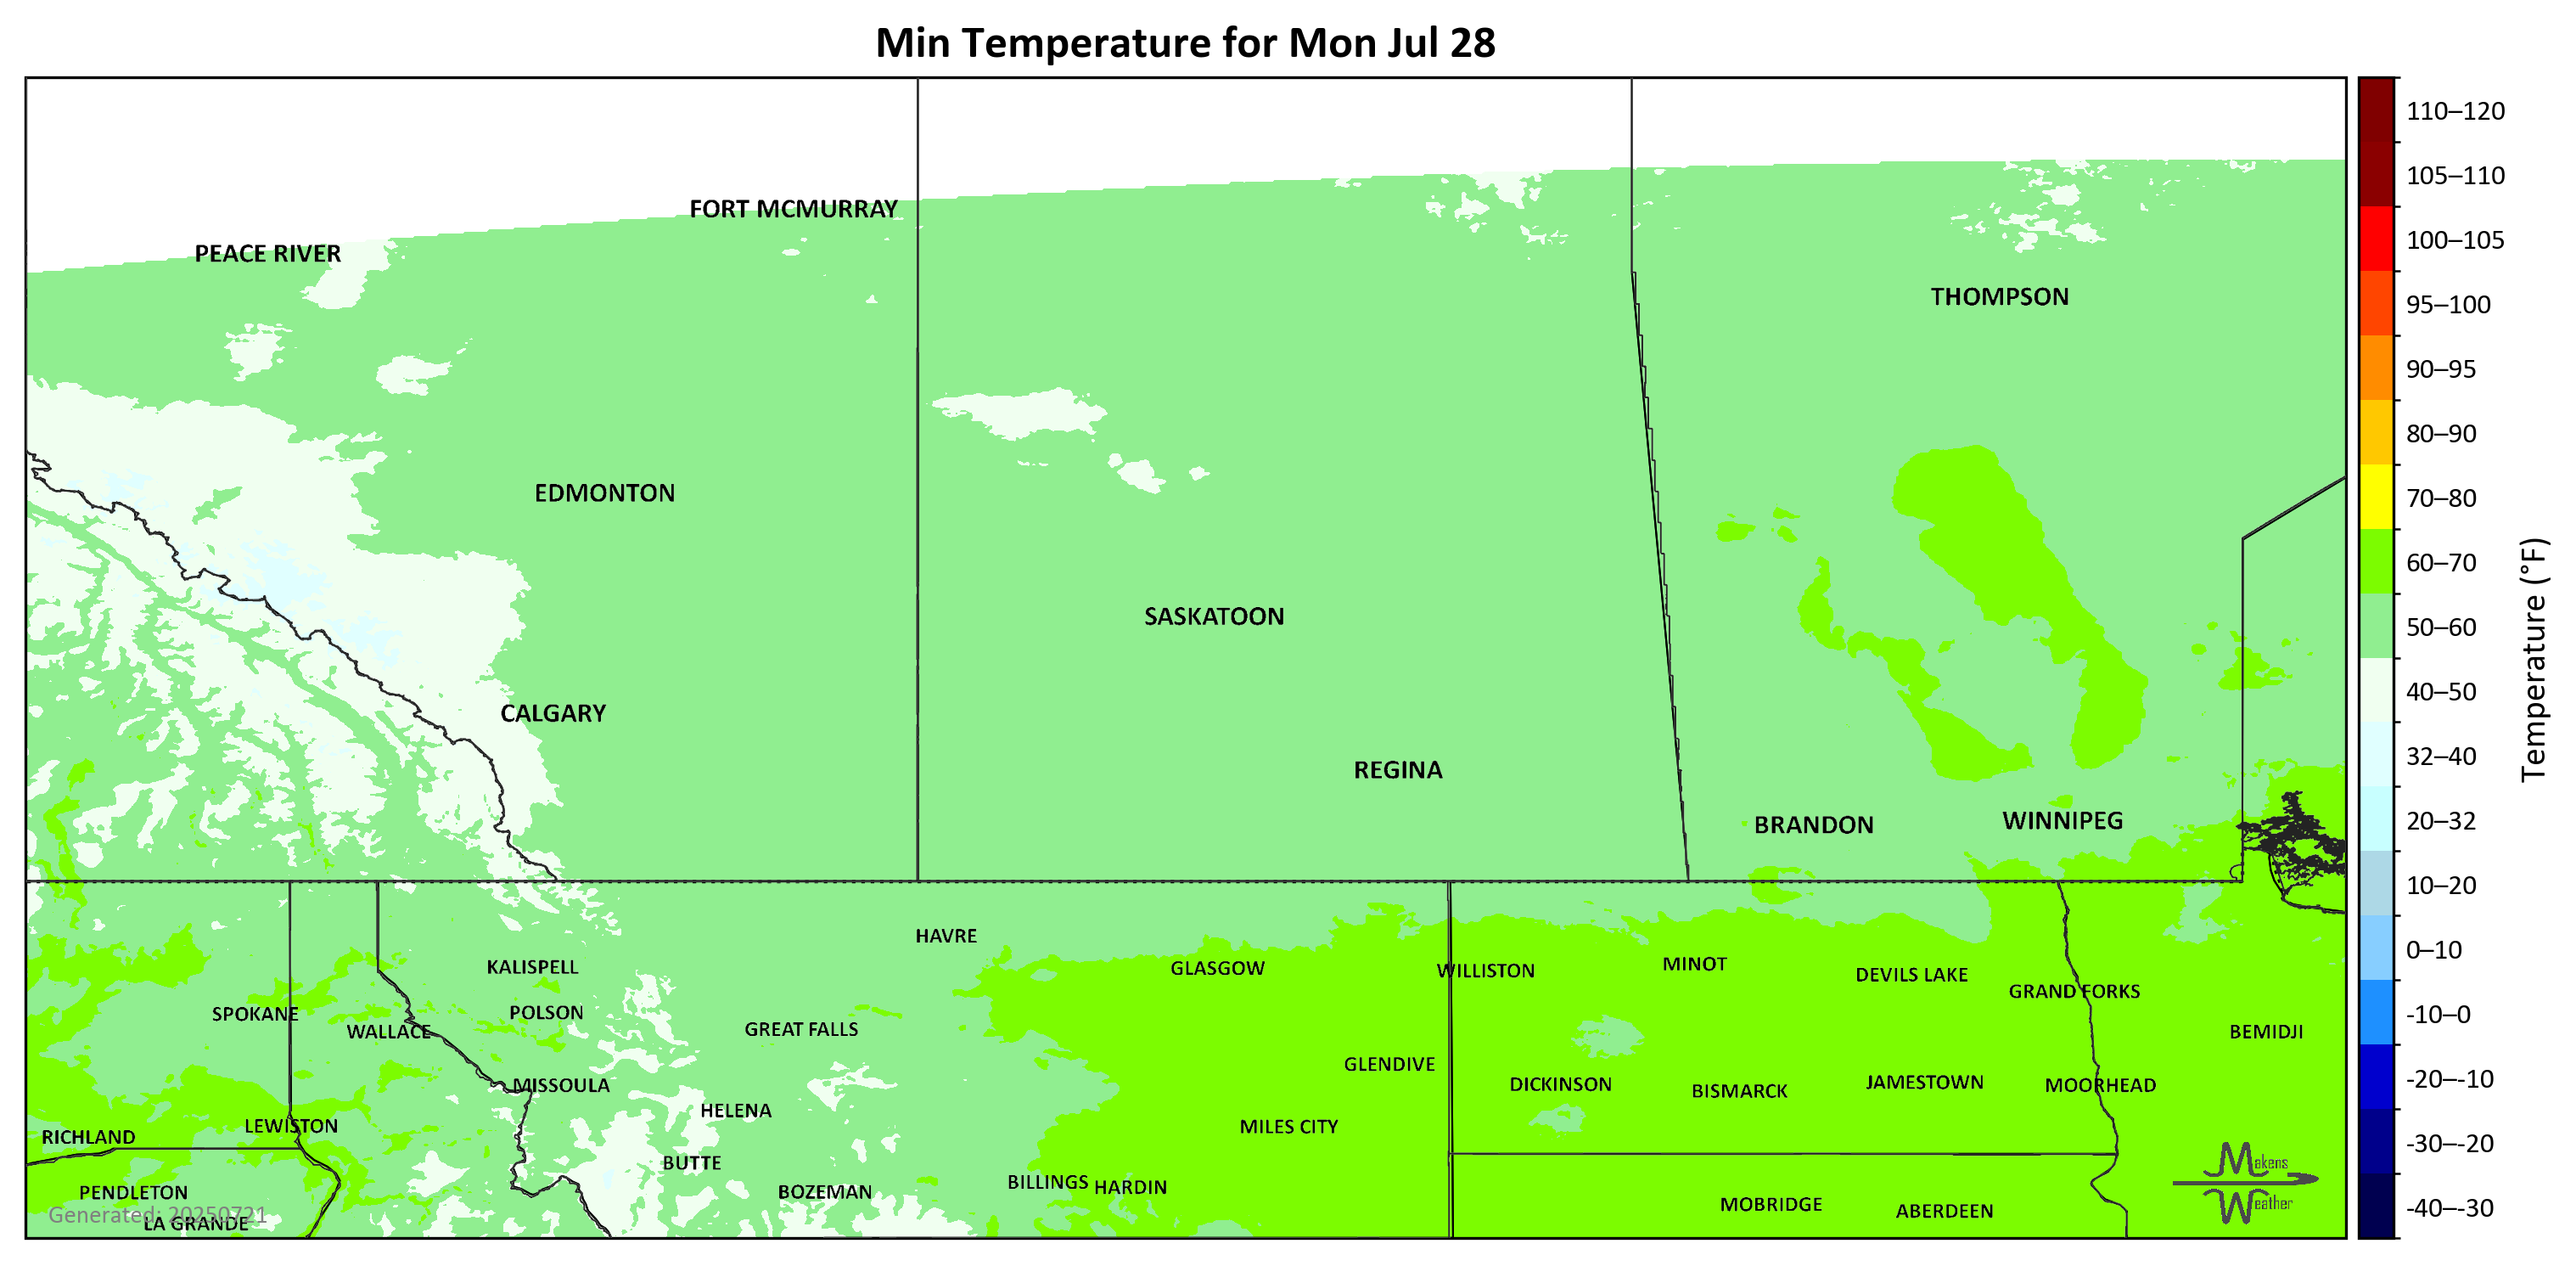 Min Temperature for Mon Jul 28
FORT MCMURRAY
PEACE RIVER
THOMPSON
EDMONTON
SASKATOON
CALGARY
REGINA
BRANDON
WINNIPEG
HAVRE
KALISPELL
GLASGOW
WILLISTON
MINOT
DEVILS LAKE
GRAND FORKS
SPOKANE
POLSON
WALLACE
GREAT FALLS
BEMIDJI
GLENDIVE
MISSOULA
DICKINSON
BISMARCK
JAMESTOWN
MOORHEAD
HELENA
LEWISTON
MILES CITY
RICHLAND
BUTTE
BILLINGS
HARDIN
PENDLETON
BOZEMAN
MOBRIDGE
ABERDEEN
Generated: 20250721
LA GRANDE
Makens
Weather
110–120
105–110
100–105
95–100
90–95
80–90
70–80
60–70
50–60
40–50
32–40
20–32
10–20
0–10
-10–0
-20–-10
-30–-20
-40–-30
Temperature (°F)